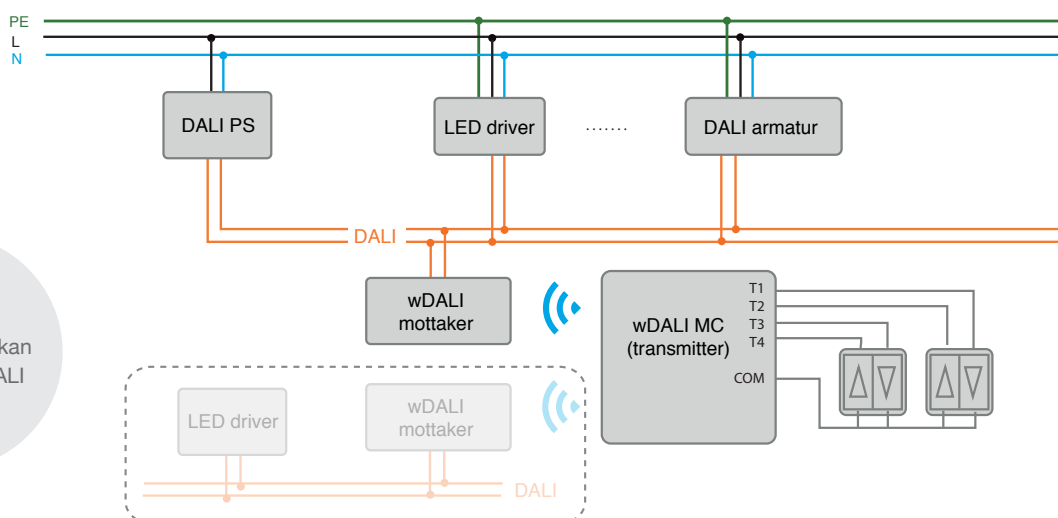 PE
L
N
DALI PS
LED driver
.......
DALI armatur
DALI
wDALI
mottaker
wDALI MC
(transmitter)
T1
T2
T3
T4
COM
kan
ALI
LED driver
wDALI
mottaker
DALI